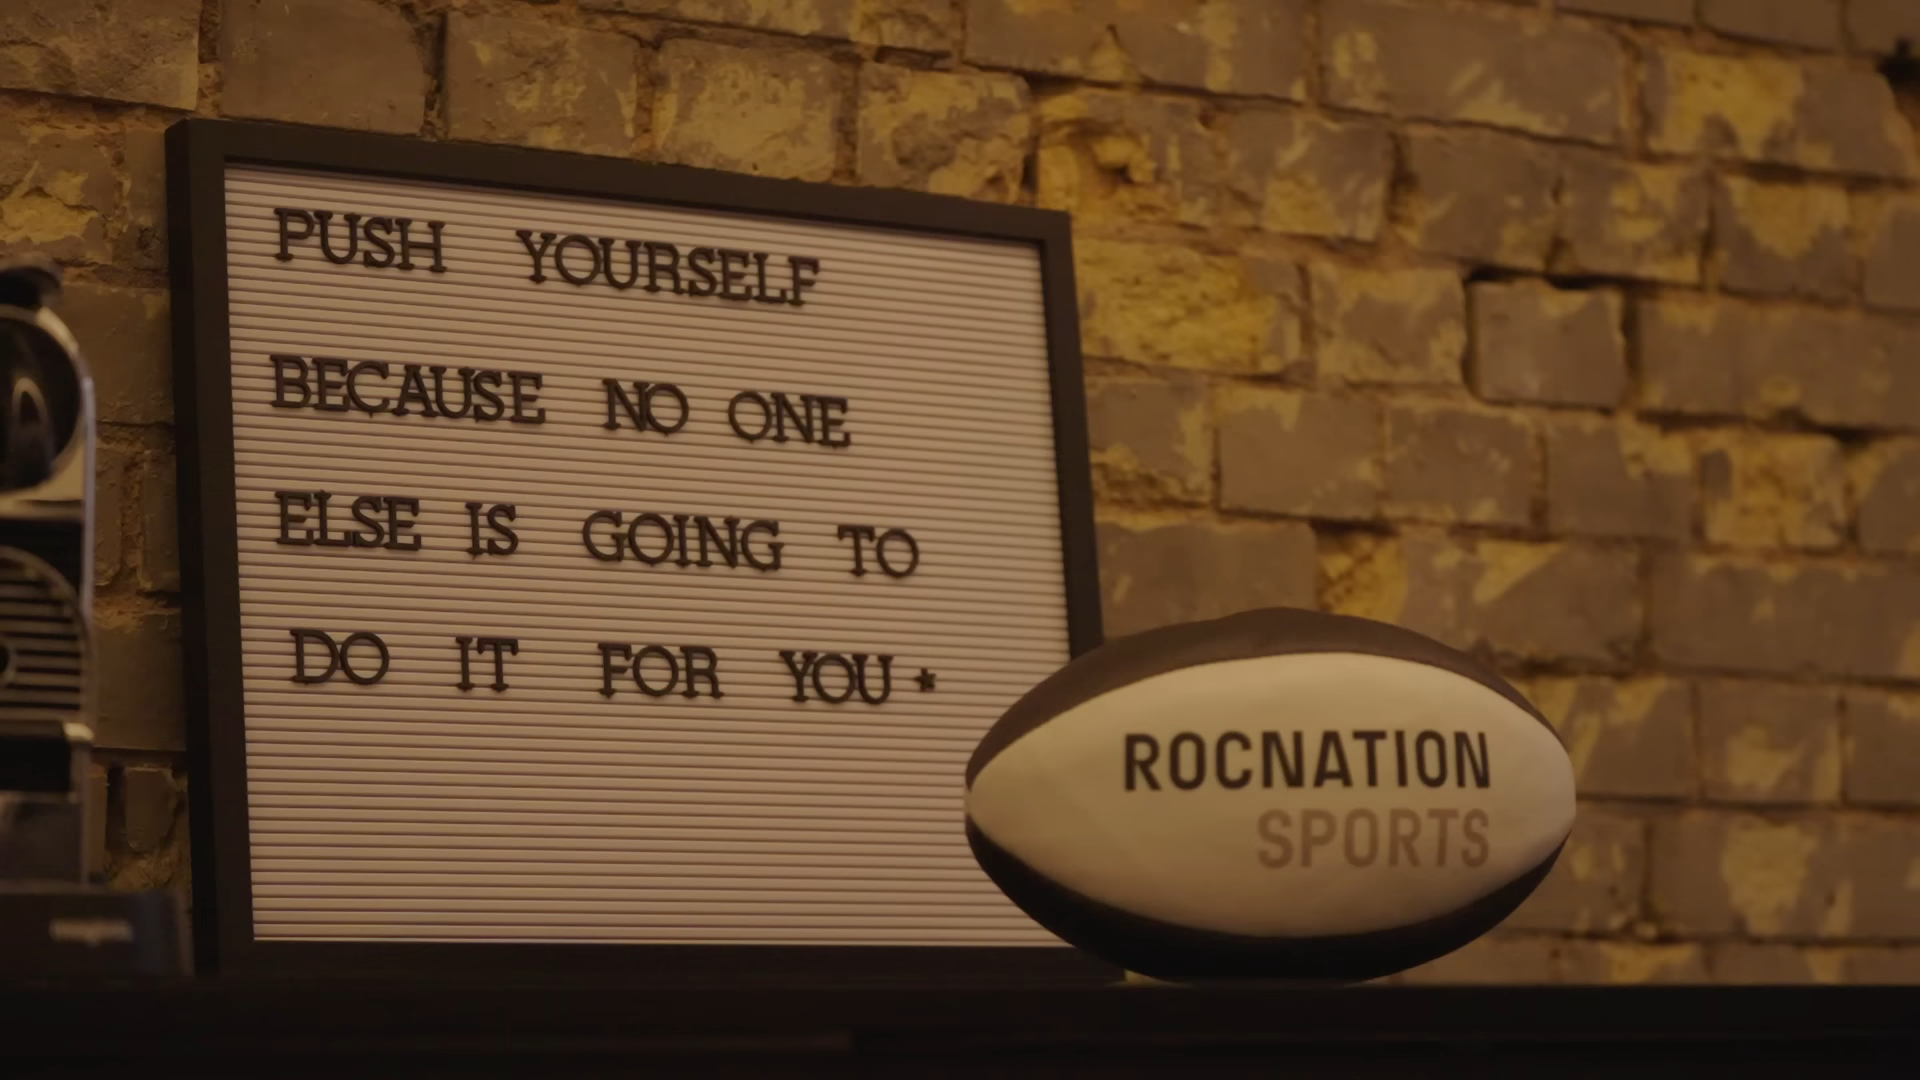 PUSH YOURSELF
BECAUSE NO ONE
ELSE IS GOING TO
DO IT FOR YOU*
ROCNATION
SPORTS